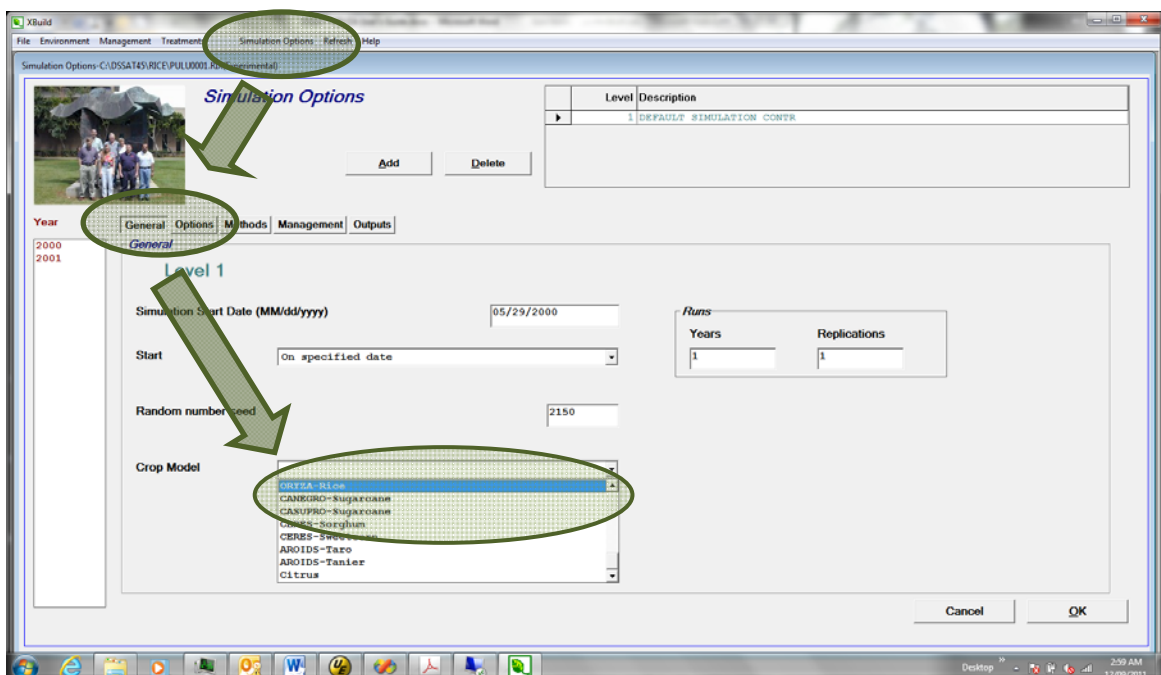 XBuild
File Environment Management Treatments Simulation Options Refresh Help
Simulation Options-C:\DSSAT45\RICE\PULU0001.
Simulation Options
Level Description
1 DEFAULT SIMULATION CONTR
Add Delete
Year
General Options Methods Management Outputs
2000
2001
General
Level 1
Simulation Start Date (MM/dd/yyyy) 05/29/2000
Runs
Years Replications
Start On specified date 1 1
Random number seed 2150
Crop Model
ORYZA-Rice
CANEGRO-Sugarcane
CASUPRO-Sugarcane
CERES-Sorghum
CERES-Sweetcorn
AROIDS-Taro
AROIDS-Tanier
Citrus
Cancel OK
Desktop 2:59 AM